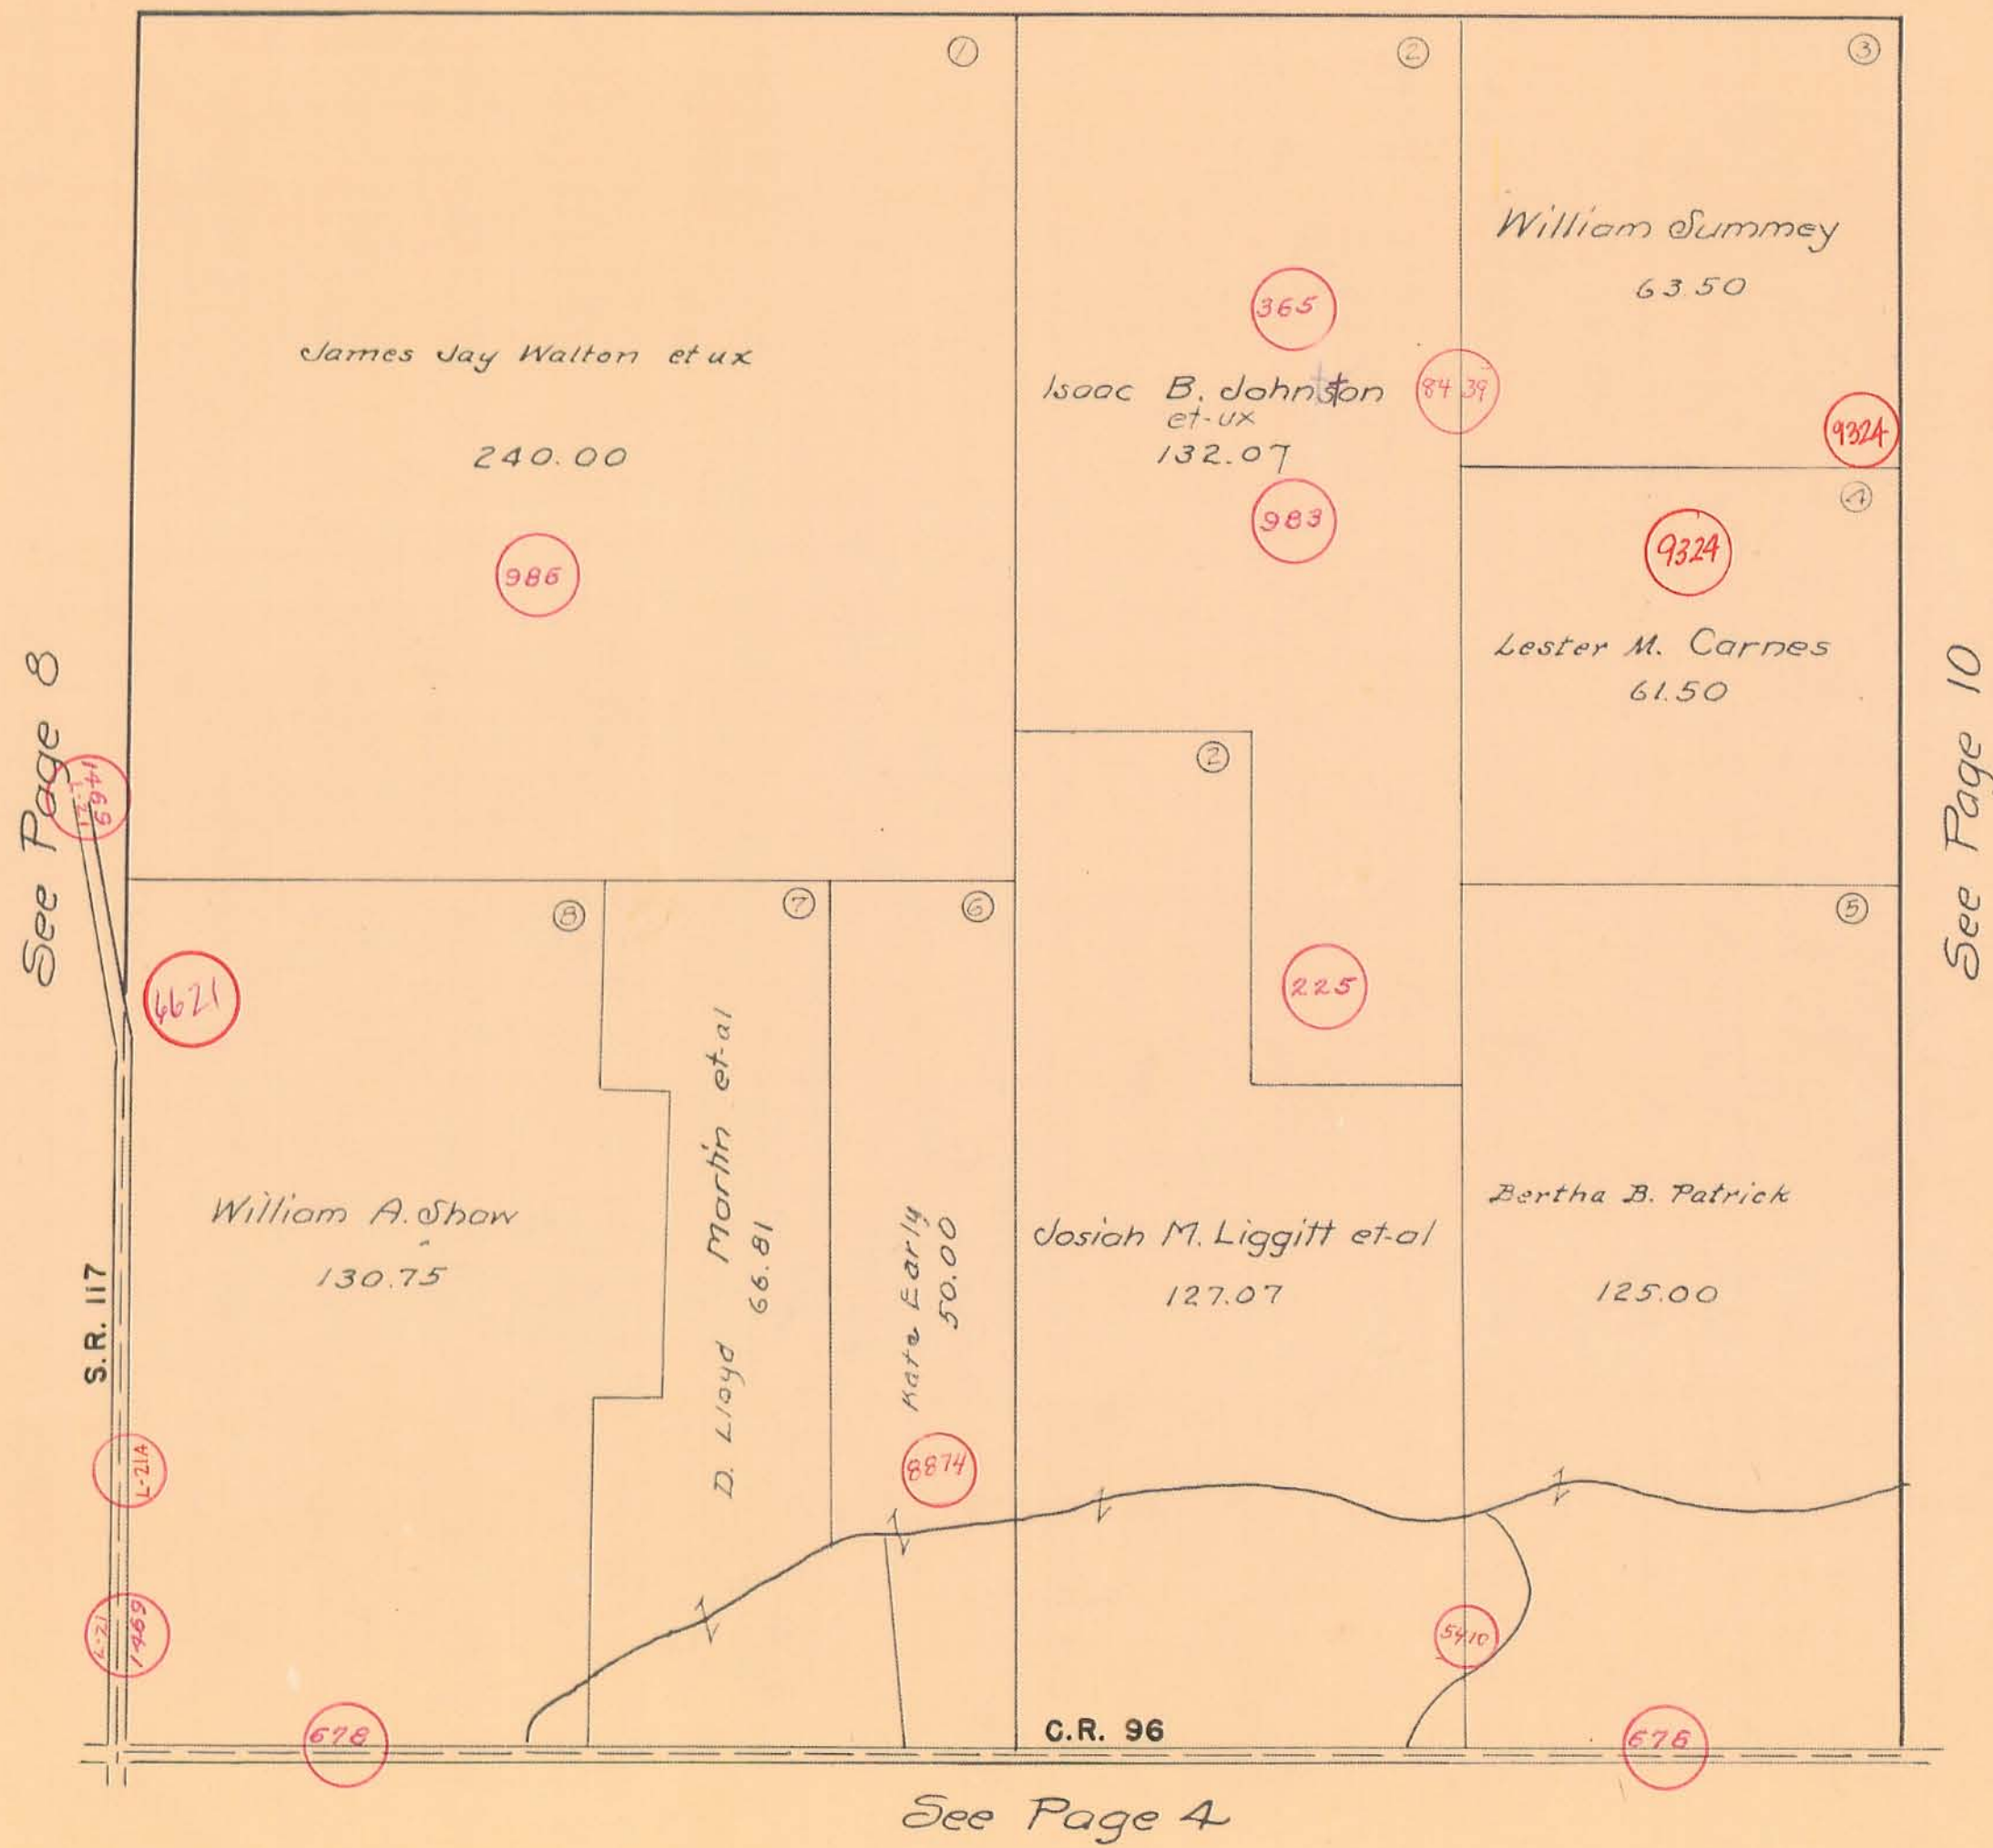 1
2
3
William Summey
63.50
365
James Jay Walton et ux
240.00
986
Isaac B. Johnston
et-ux
132.07
8439
983
9324
4
9324
Lester M. Carnes
61.50
See Page 8
See Page 10
1469
L-21
2
8
7
6
5
6621
225
William A. Shaw
130.75
D. Lloyd Martin et-al
66.81
Kate Early
50.00
Josiah M. Liggitt et-al
127.07
Bertha B. Patrick
125.00
S.R. 117
L-21A
8874
L-21
1469
5410
678
C.R. 96
678
See Page 4